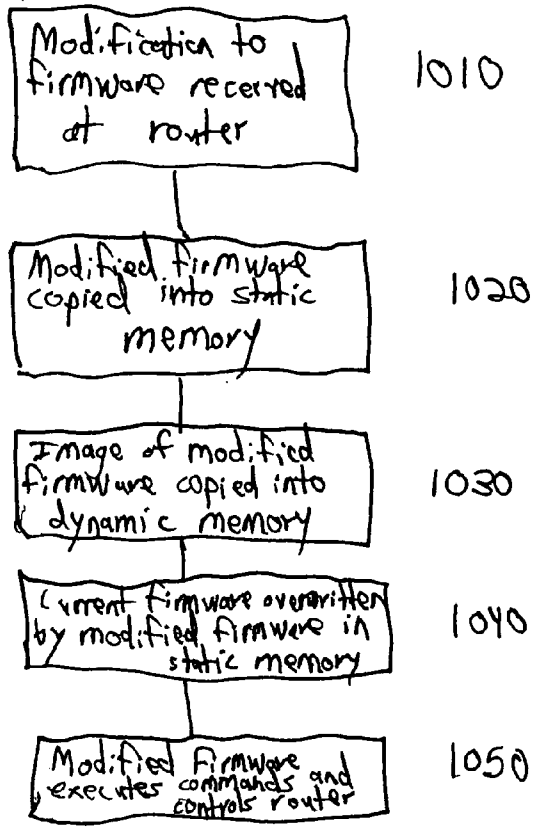 Modification to
firmware received
at router
1010
Modified firmware
copied into static
memory
1020
Image of modified
firmware copied into
dynamic memory
1030
Current firmware overwritten
by modified firmware in
static memory
1040
Modified Firmware
executes commands and
controls router
1050